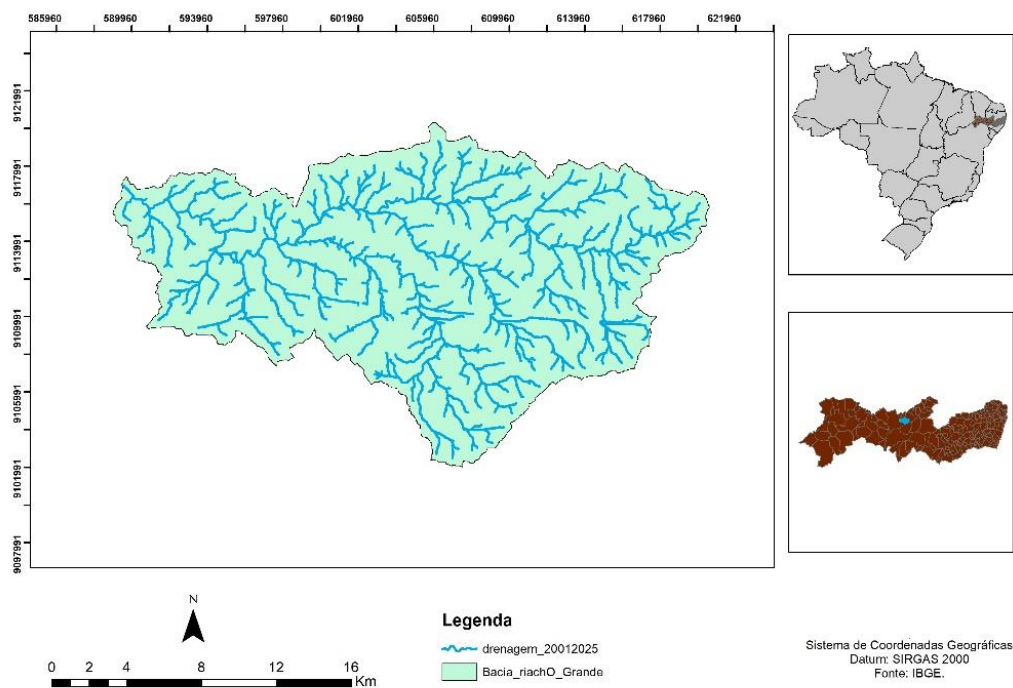 585960 589960 593960 597960 601960 605960 609960 613960 617960 621960
9121991
9117991
9113991
9109991
9105991
9101991
9097991
N
0 2 4 8 12 16
Km
Legenda
drenagem_20012025
Bacia_riachO_Grande
Sistema de Coordenadas Geográficas
Datum: SIRGAS 2000
Fonte: IBGE.